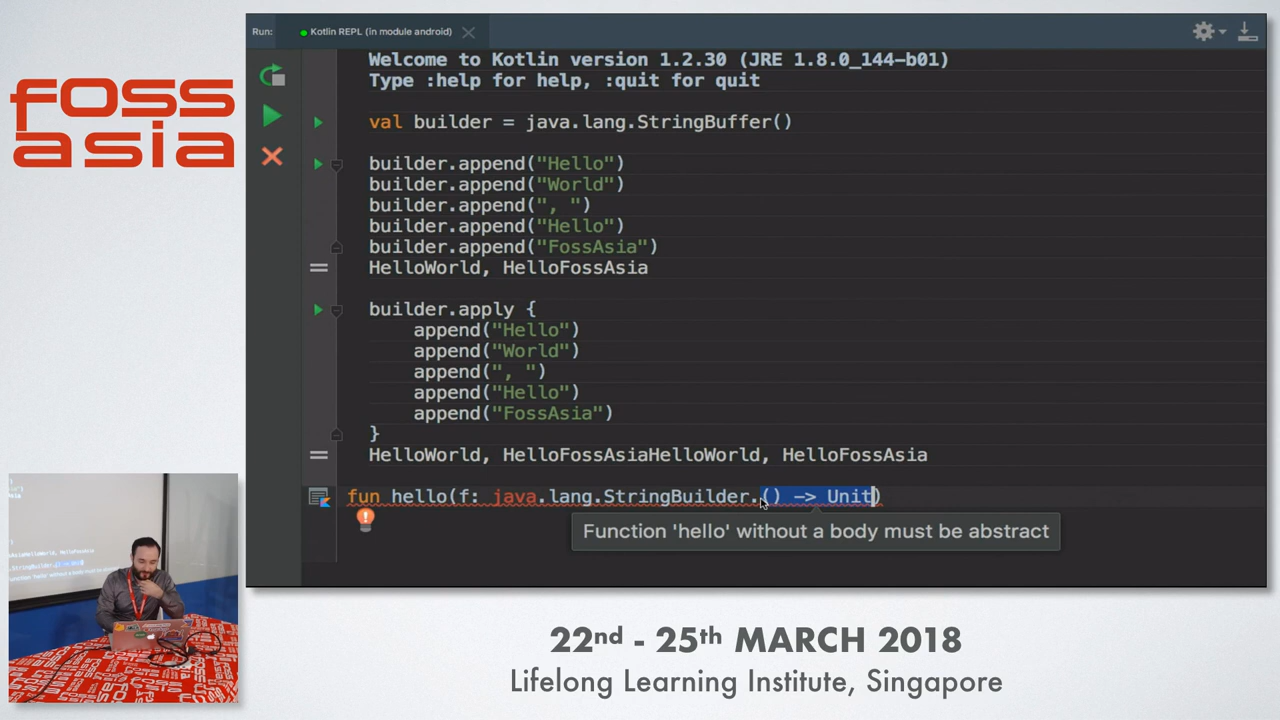 foss
asia
Run: Kotlin REPL (in module android)
Welcome to Kotlin version 1.2.30 (JRE 1.8.0_144-b01)
Type :help for help, :quit for quit
val builder = java.lang.StringBuffer()
builder.append("Hello")
builder.append("World")
builder.append(", ")
builder.append("Hello")
builder.append("FossAsia")
HelloWorld, HelloFossAsia
builder.apply {
append("Hello")
append("World")
append(", ")
append("Hello")
append("FossAsia")
}
HelloWorld, HelloFossAsiaHelloWorld, HelloFossAsia
fun hello(f: java.lang.StringBuilder.() -> Unit)
Function 'hello' without a body must be abstract
22nd - 25th MARCH 2018
Lifelong Learning Institute, Singapore